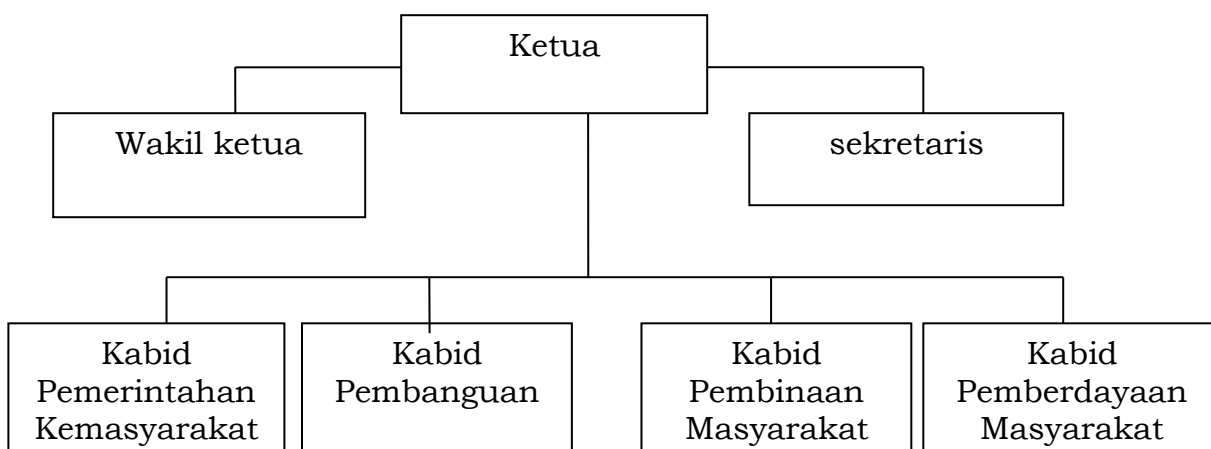 Ketua
Wakil ketua
sekretaris
Kabid
Pemerintahan
Kemasyarakat
Kabid
Pembanguan
Kabid
Pembinaan
Masyarakat
Kabid
Pemberdayaan
Masyarakat